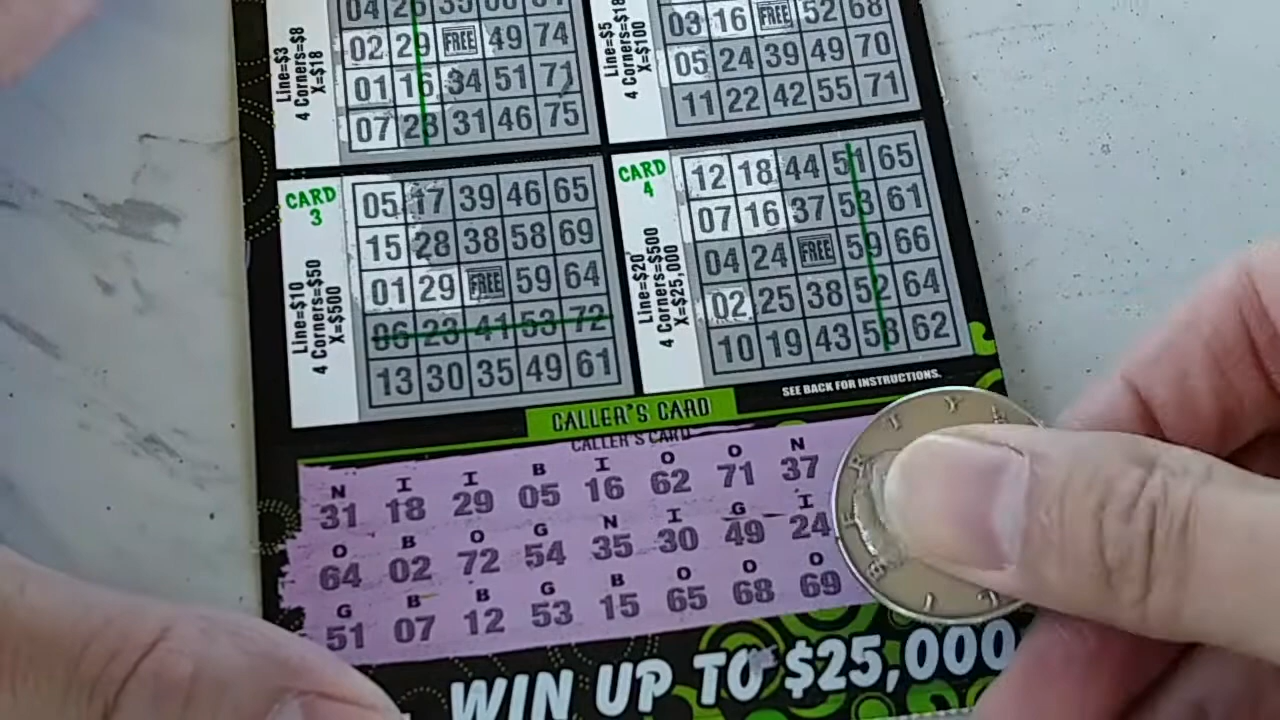 Line=$3
4 Corners=$8
X=$18
02 29 FREE 49 74
01 16 34 51 71
07 23 31 46 75
Line=$5
4 Corners=$18
X=$100
03 16 FREE 52 68
05 24 39 49 70
11 22 42 55 71
CARD
3
Line=$10
4 Corners=$50
X=$500
05 17 39 46 65
15 28 38 58 69
01 29 FREE 59 64
06 23 41 53 72
13 30 35 49 61
CARD
4
Line=$20
4 Corners=$500
X=$25,000
12 18 44 51 65
07 16 37 53 61
04 24 FREE 59 66
02 25 38 52 64
10 19 43 58 62
SEE BACK FOR INSTRUCTIONS.
CALLER'S CARD
CALLER'S CARD
N I I B I O O N
31 18 29 05 16 62 71 37
O B O G N I G I
64 02 72 54 35 30 49 24
G B B G B O O O
51 07 12 53 15 65 68 69
WIN UP TO $25,000